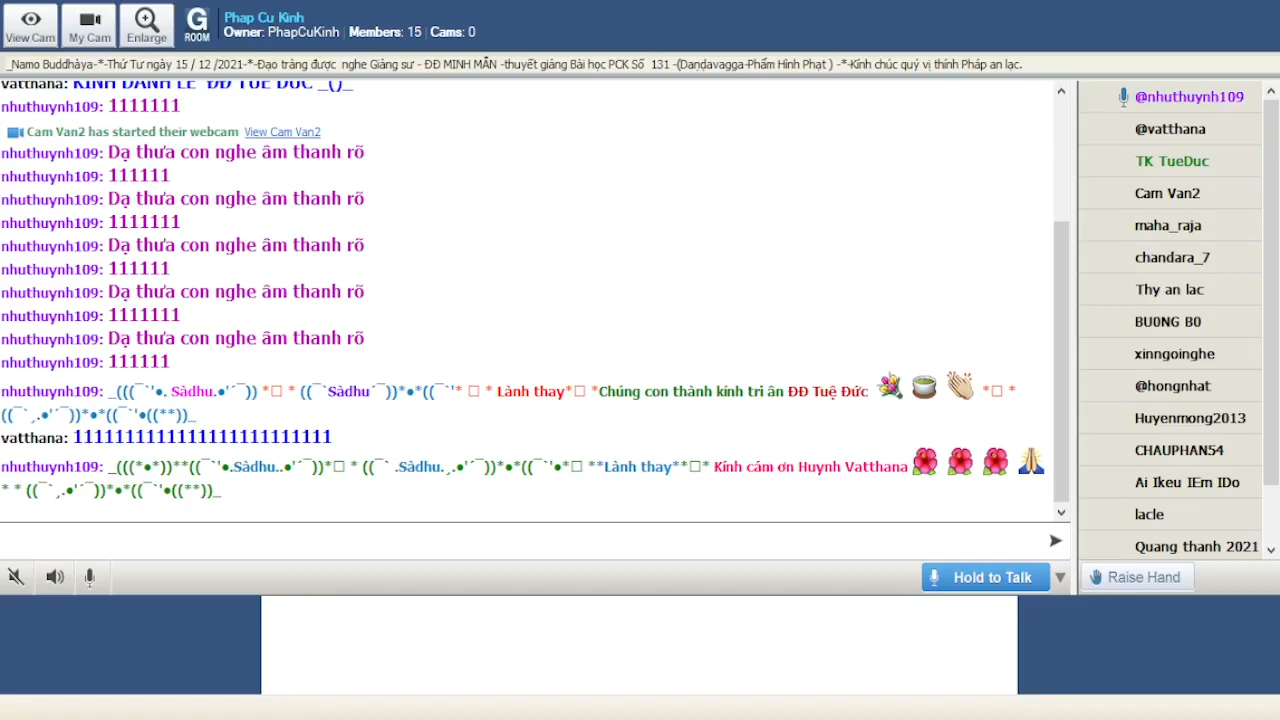 View Cam
My Cam
Enlarge
G
ROOM
Phap Cu Kinh
Owner: PhapCuKinh | Members: 15 | Cams: 0
_Namo Buddhàya-*-Thứ Tư ngày 15 / 12 /2021-*-Đạo tràng được nghe Giảng sư - ĐĐ MINH MẪN -thuyết giảng Bài học PCK Số 131 -(Daṇḍavagga-Phẩm Hình Phạt ) -*-Kính chúc quý vị thính Pháp an lạc.
vatthana: KÍNH ĐẢNH LỄ ĐĐ TUỆ ĐỨC _()_
nhuthuynh109: 1111111
Cam Van2 has started their webcam View Cam Van2
nhuthuynh109: Dạ thưa con nghe âm thanh rõ
nhuthuynh109: 111111
nhuthuynh109: Dạ thưa con nghe âm thanh rõ
nhuthuynh109: 1111111
nhuthuynh109: Dạ thưa con nghe âm thanh rõ
nhuthuynh109: 111111
nhuthuynh109: Dạ thưa con nghe âm thanh rõ
nhuthuynh109: 1111111
nhuthuynh109: Dạ thưa con nghe âm thanh rõ
nhuthuynh109: 111111
nhuthuynh109: _(((¯`'•. Sàdhu.•'´¯)) *□ * ((¯`Sàdhu´¯))*•*((¯`'* □ * Lành thay*□ *Chúng con thành kính tri ân ĐĐ Tuệ Đức 💐 🍵 👏 *□ *
((¯`¸.•'´¯))*•*((¯`'•((**))_
vatthana: 1111111111111111111111111
nhuthuynh109: _(((*•*))**((¯`'•.Sàdhu..•'´¯))*□ * ((¯` .Sàdhu.¸.•'´¯))*•*((¯`'•*□ **Lành thay**□* Kính cám ơn Huynh Vatthana 🌺 🌺 🌺 🙏
* * ((¯`¸.•'´¯))*•*((¯`'•((**))_
Hold to Talk
@nhuthuynh109
@vatthana
TK TueDuc
Cam Van2
maha_raja
chandara_7
Thy an lac
BU0NG B0
xinngoinghe
@hongnhat
Huyenmong2013
CHAUPHAN54
Ai Ikeu IEm IDo
lacle
Quang thanh 2021
Raise Hand